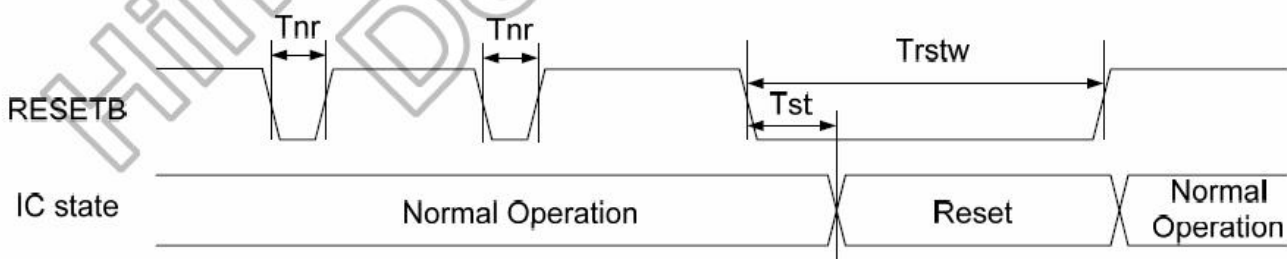 Tnr
Tnr
Trstw
Tst
RESETB
IC state
Normal Operation
Reset
Normal
Operation